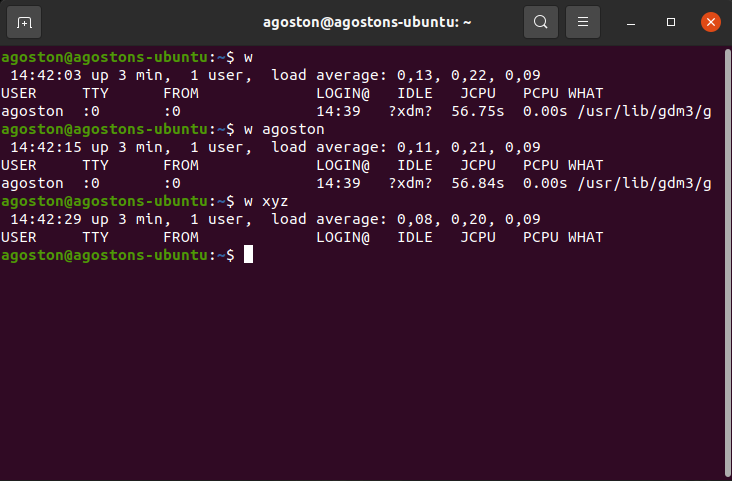 agoston@agostons-ubuntu: ~
agoston@agostons-ubuntu:~$ w
 14:42:03 up 3 min,  1 user,  load average: 0,13, 0,22, 0,09
USER     TTY      FROM             LOGIN@   IDLE   JCPU   PCPU WHAT
agoston  :0       :0               14:39   ?xdm?  56.75s  0.00s /usr/lib/gdm3/g
agoston@agostons-ubuntu:~$ w agoston
 14:42:15 up 3 min,  1 user,  load average: 0,11, 0,21, 0,09
USER     TTY      FROM             LOGIN@   IDLE   JCPU   PCPU WHAT
agoston  :0       :0               14:39   ?xdm?  56.84s  0.00s /usr/lib/gdm3/g
agoston@agostons-ubuntu:~$ w xyz
 14:42:29 up 3 min,  1 user,  load average: 0,08, 0,20, 0,09
USER     TTY      FROM             LOGIN@   IDLE   JCPU   PCPU WHAT
agoston@agostons-ubuntu:~$